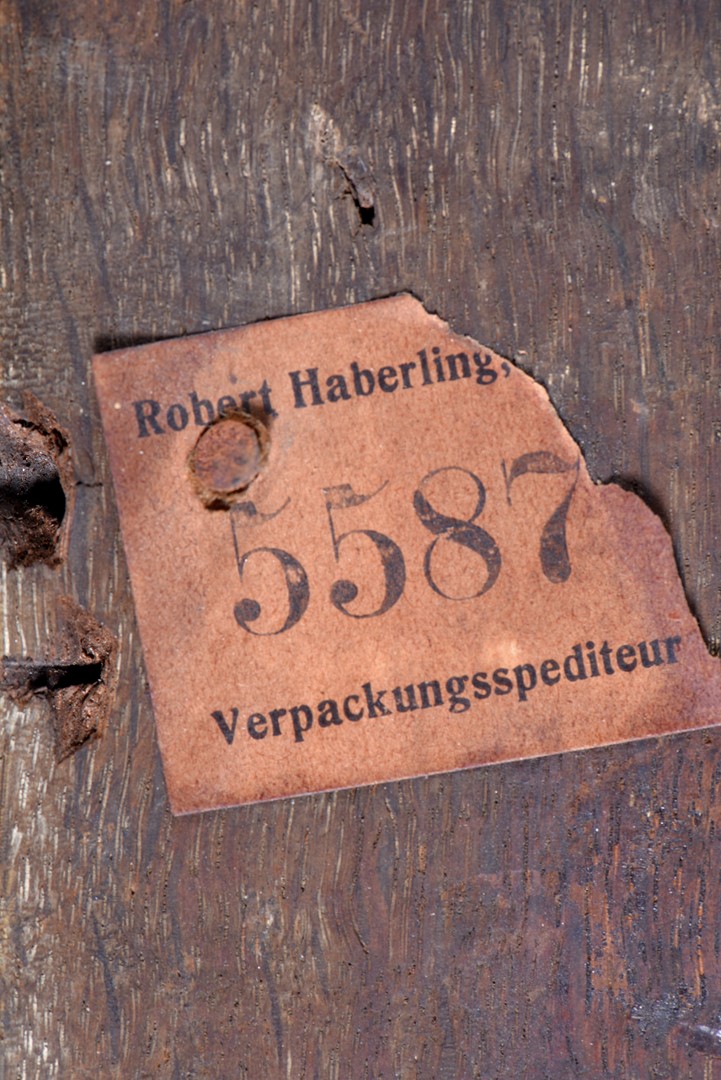 Robert Haberling,
5587
Verpackungsspediteur